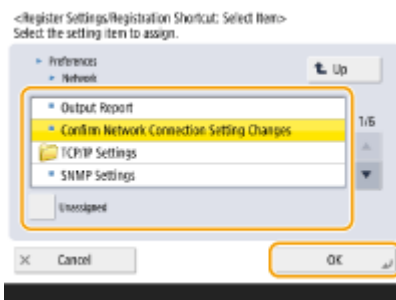 <Register Settings/Registration Shortcut: Select Item>
Select the setting item to assign.
Preferences
Network
Up
Output Report
Confirm Network Connection Setting Changes
1/6
TCP/IP Settings
SNMP Settings
Unassigned
Cancel
OK